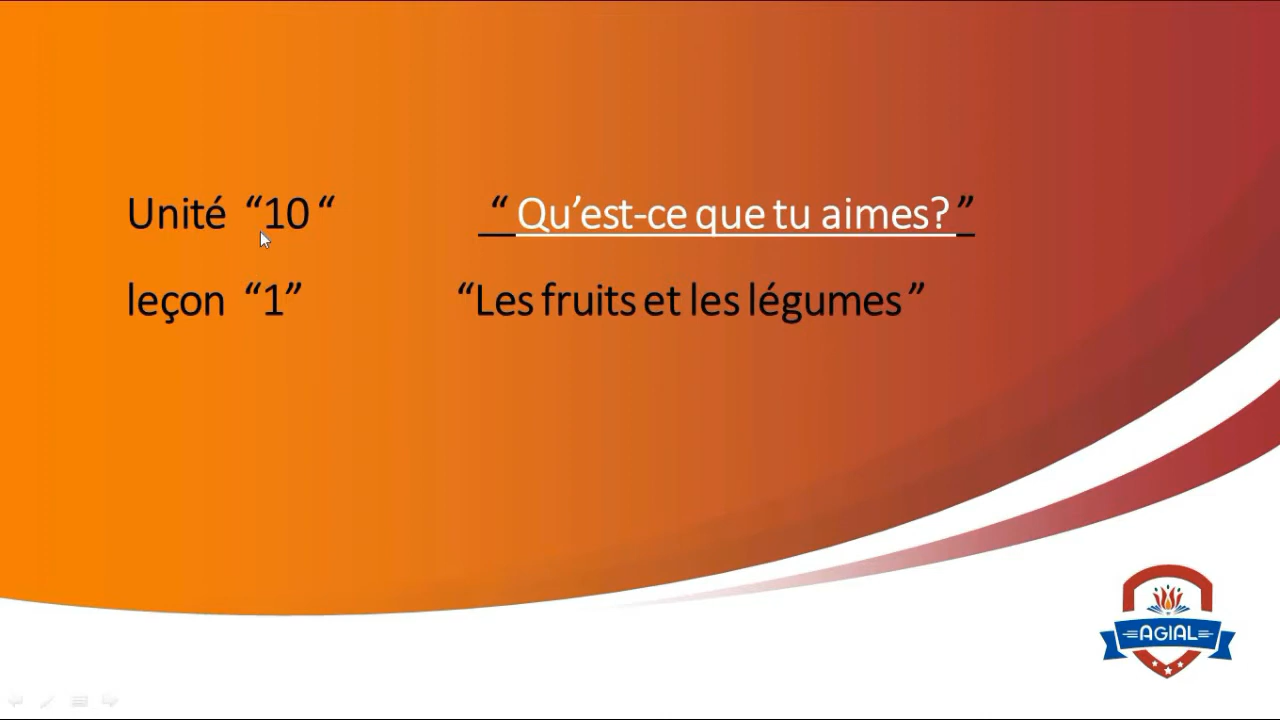 Unité “10 “ “ Qu’est-ce que tu aimes? ”
leçon “1” “Les fruits et les légumes ”
AGIAL